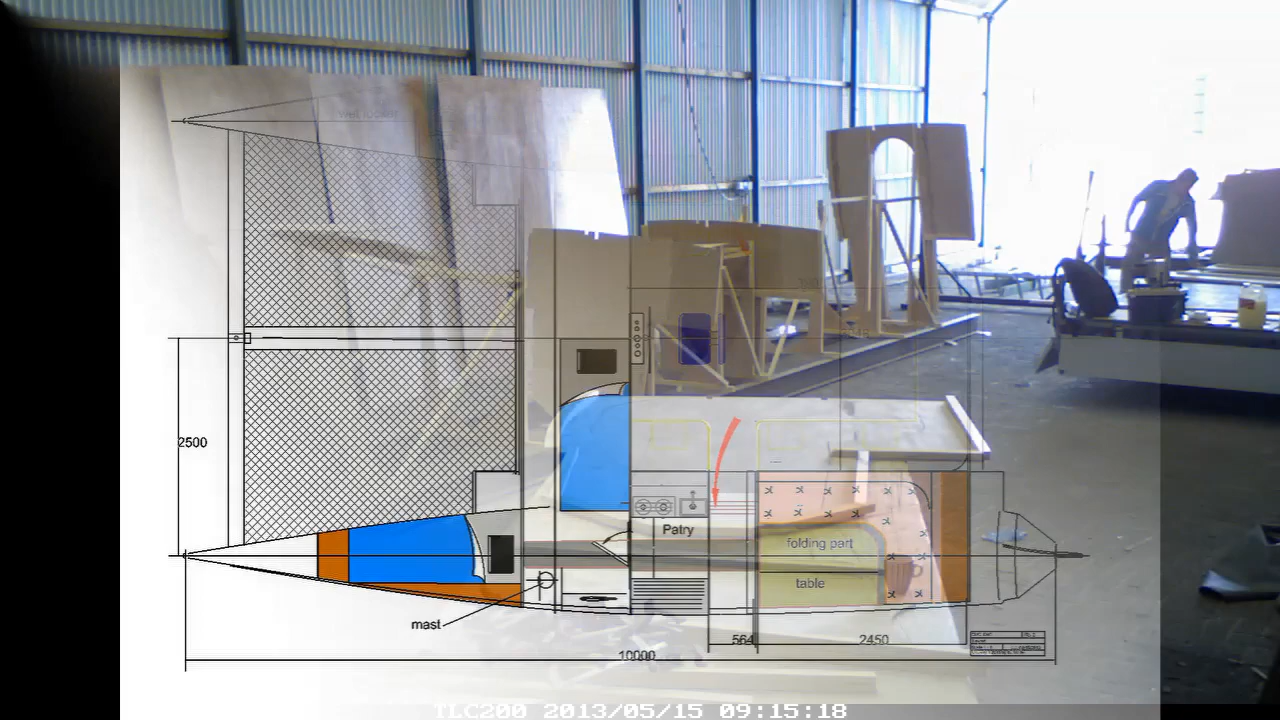 2500
Patry
folding part
table
mast
564
2450
10000
TLC200 2013/05/15 09:15:18